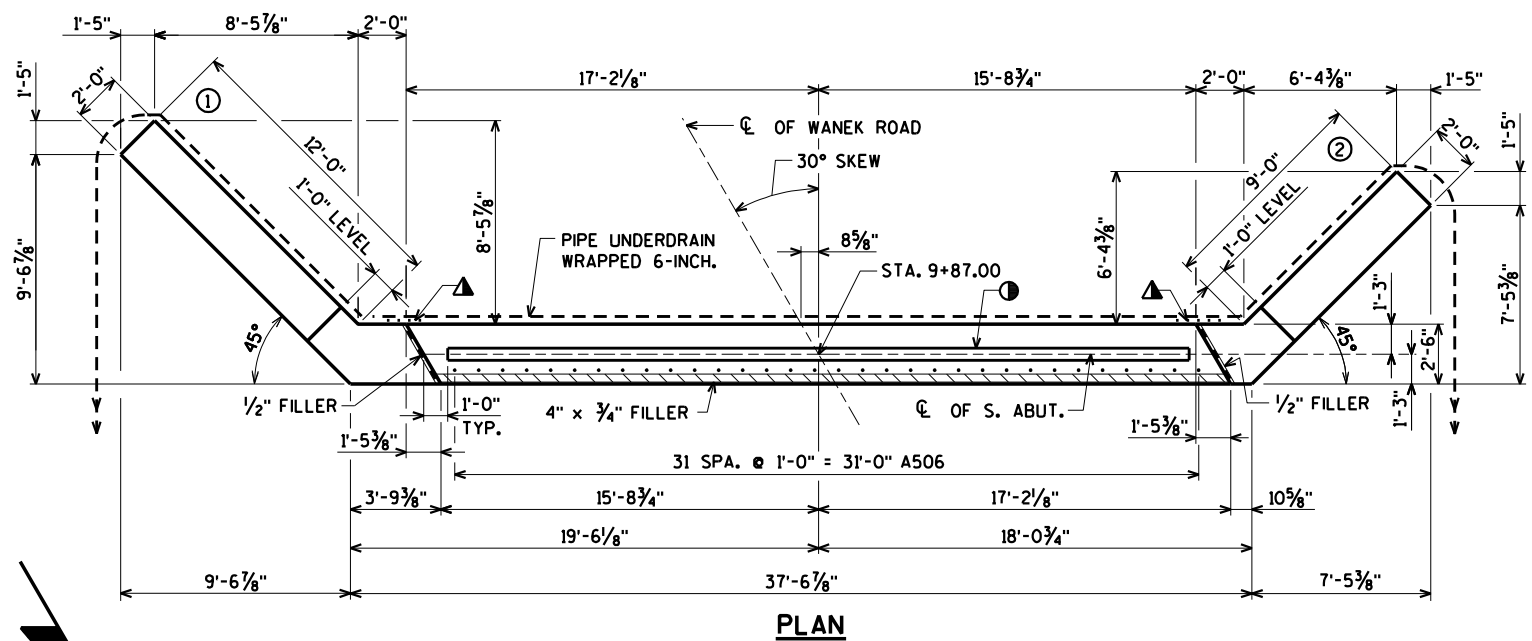 1'-5"
8'-5⅞"
2'-0"
17'-2⅛"
15'-8¾"
2'-0"
6'-4⅜"
1'-5"
1'-5"
2'-0"
1
12'-0"
1'-0" LEVEL
8'-5⅞"
9'-6⅞"
45°
℄ OF WANEK ROAD
30° SKEW
8⅝"
PIPE UNDERDRAIN
WRAPPED 6-INCH.
STA. 9+87.00
6'-4⅜"
9'-0"
1'-0" LEVEL
2
2'-0"
1'-5"
7'-5⅜"
1'-3"
2'-6"
1'-3"
45°
½" FILLER
1'-0"
TYP.
4" x ¾" FILLER
℄ OF S. ABUT.
½" FILLER
1'-5⅜"
1'-5⅜"
31 SPA. @ 1'-0" = 31'-0" A506
3'-9⅜"
15'-8¾"
17'-2⅛"
10⅝"
19'-6⅛"
18'-0¾"
9'-6⅞"
37'-6⅞"
7'-5⅜"
PLAN